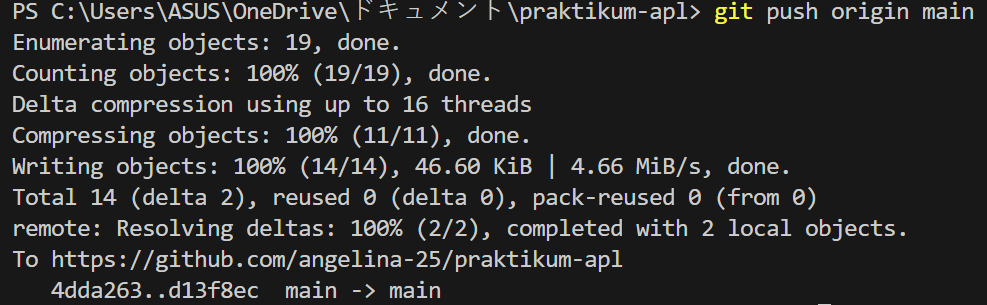 PS C:\Users\ASUS\OneDrive\ドキュメント\praktikum-apl> git push origin main
Enumerating objects: 19, done.
Counting objects: 100% (19/19), done.
Delta compression using up to 16 threads
Compressing objects: 100% (11/11), done.
Writing objects: 100% (14/14), 46.60 KiB | 4.66 MiB/s, done.
Total 14 (delta 2), reused 0 (delta 0), pack-reused 0 (from 0)
remote: Resolving deltas: 100% (2/2), completed with 2 local objects.
To https://github.com/angelina-25/praktikum-apl
   4dda263..d13f8ec  main -> main